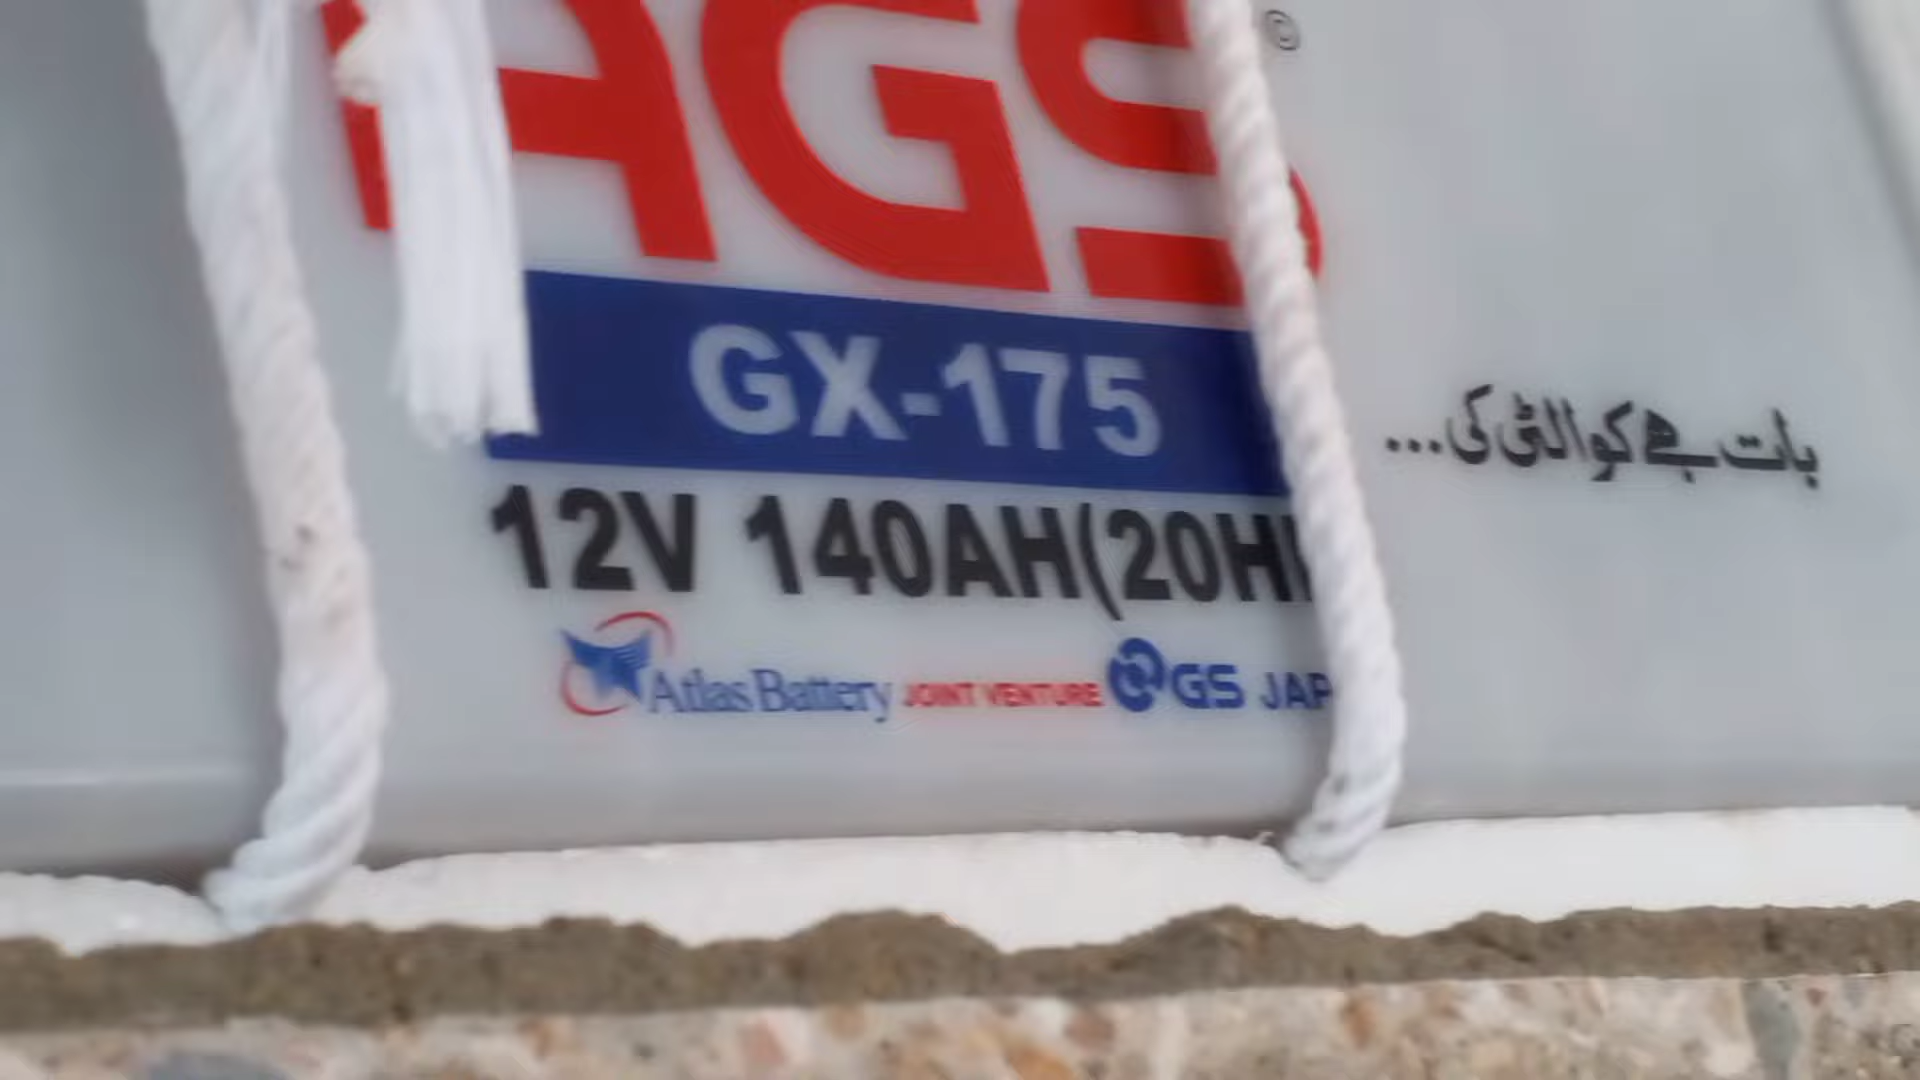 AGS ©
GX-175
12V 140AH(20H
بات ہے کوالٹی کی...
Atlas Battery JOINT VENTURE GS JAP